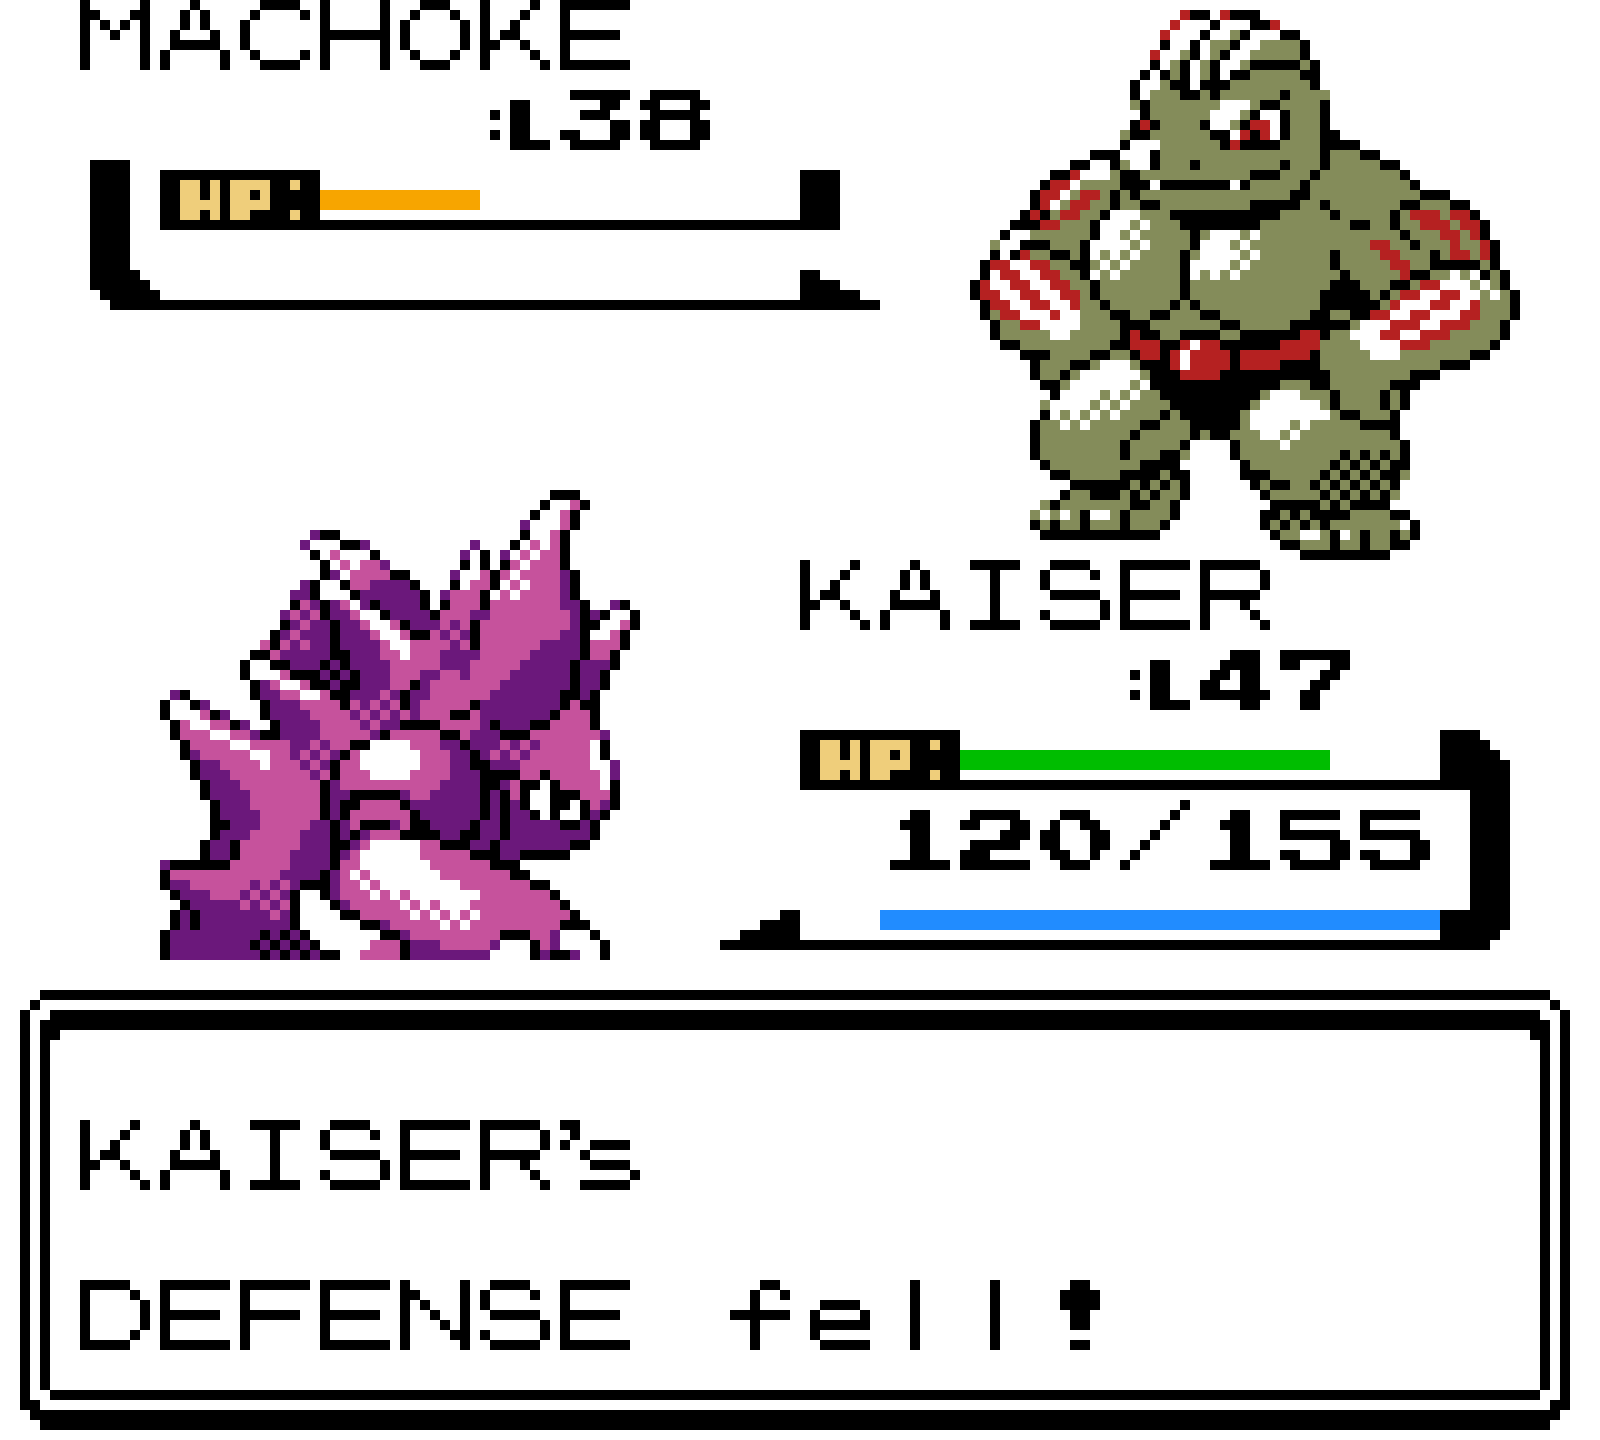 MACHOKE
:L38
HP:
KAISER
:L47
HP:
120/155
KAISER's
DEFENSE fell!